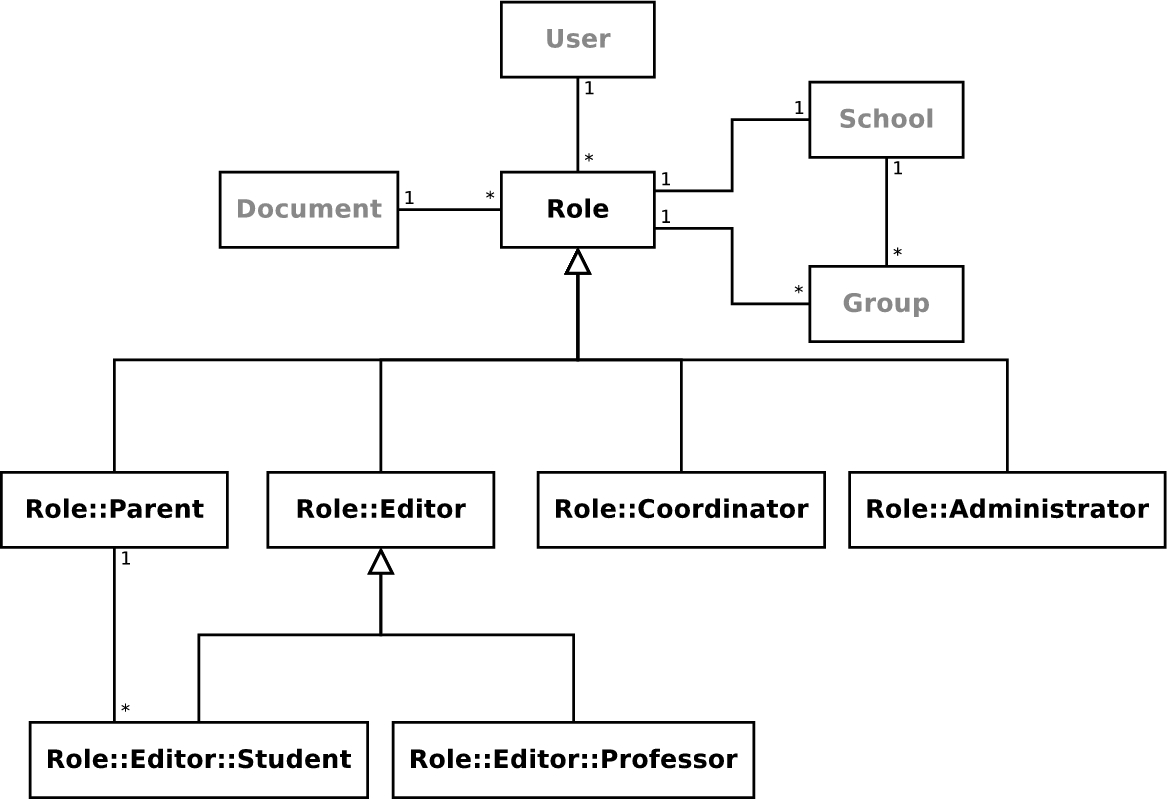 User
1
*
1
School
1
Document
1
*
Role
1
1
*
*
Group
Role::Parent
Role::Editor
Role::Coordinator
Role::Administrator
1
*
Role::Editor::Student
Role::Editor::Professor